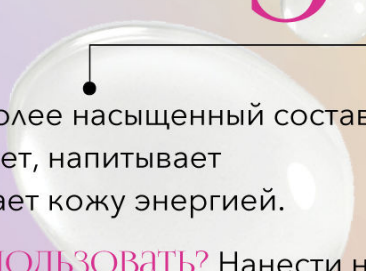 олее насыщенный состав
ет, напитывает
ает кожу энергией.
ПОЛЬЗОВАТЬ? Нанести н